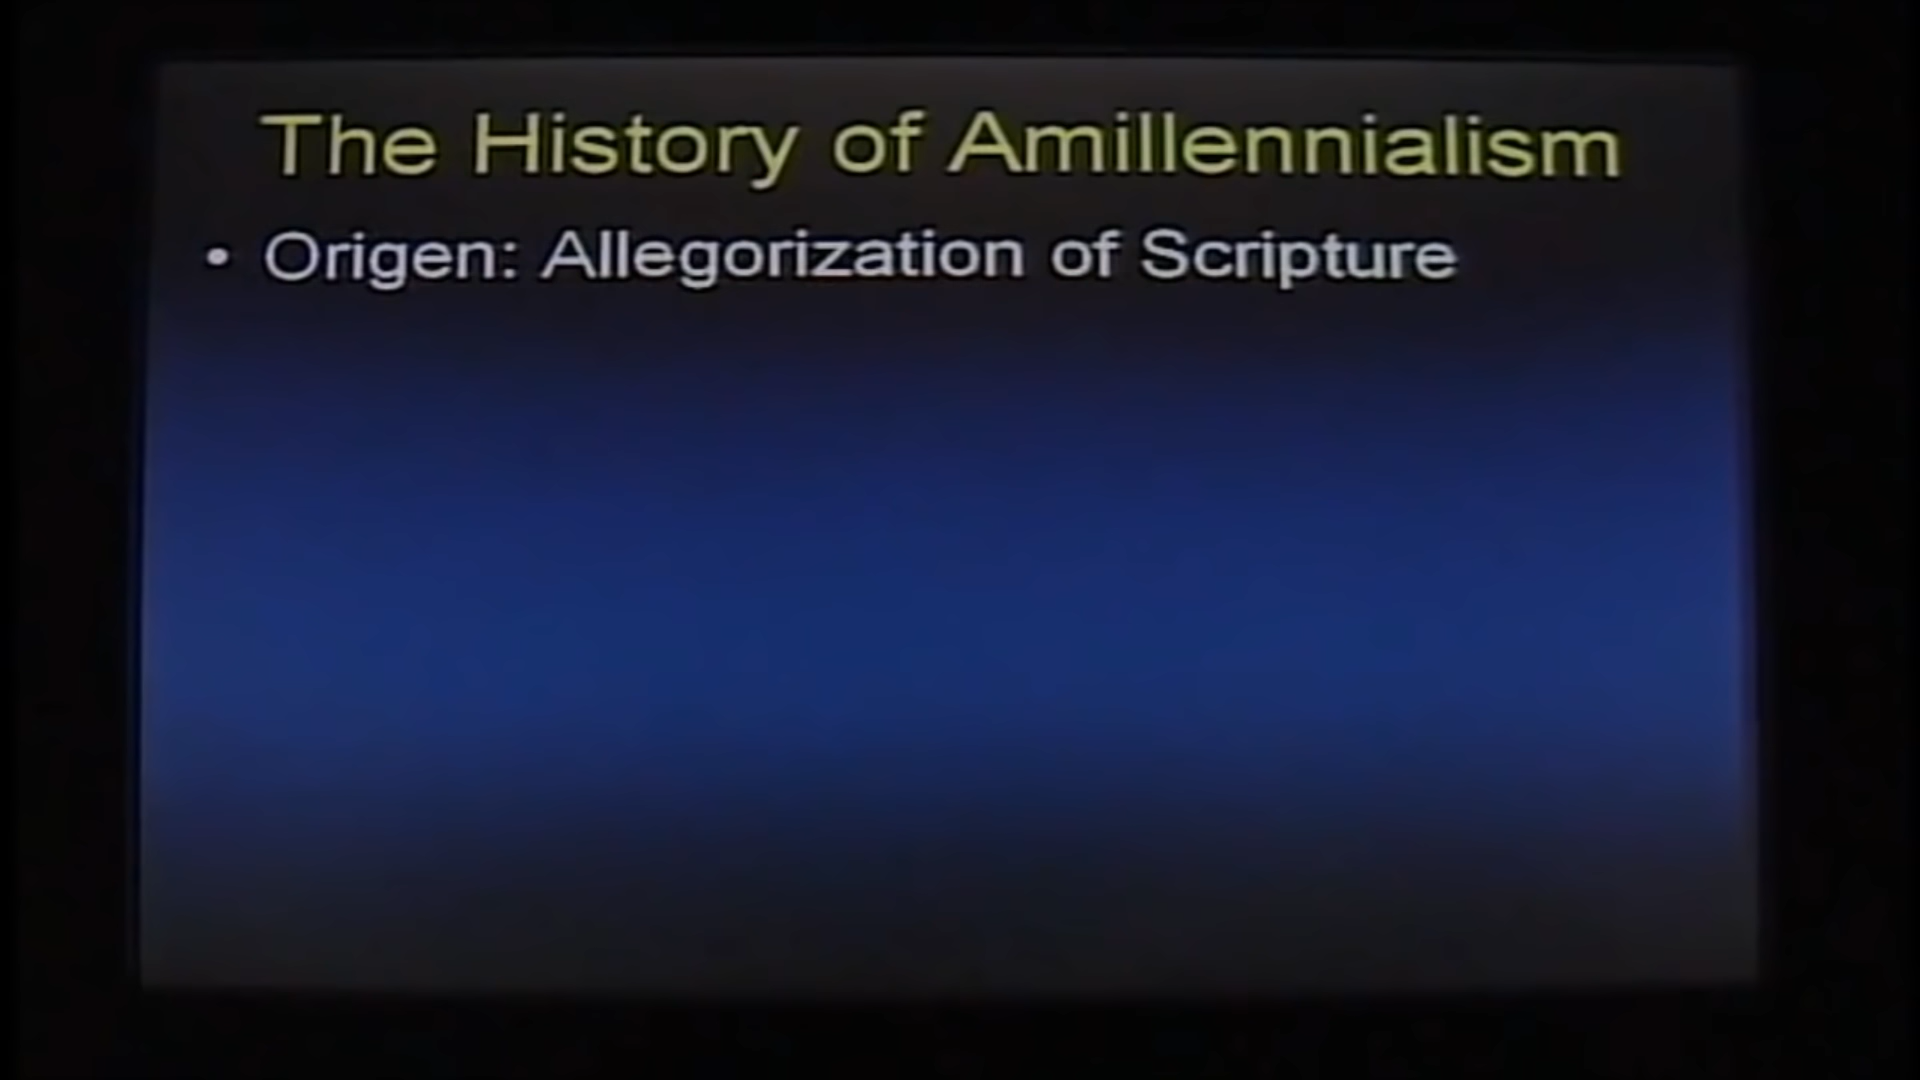 The History of Amillennialism
• Origen: Allegorization of Scripture